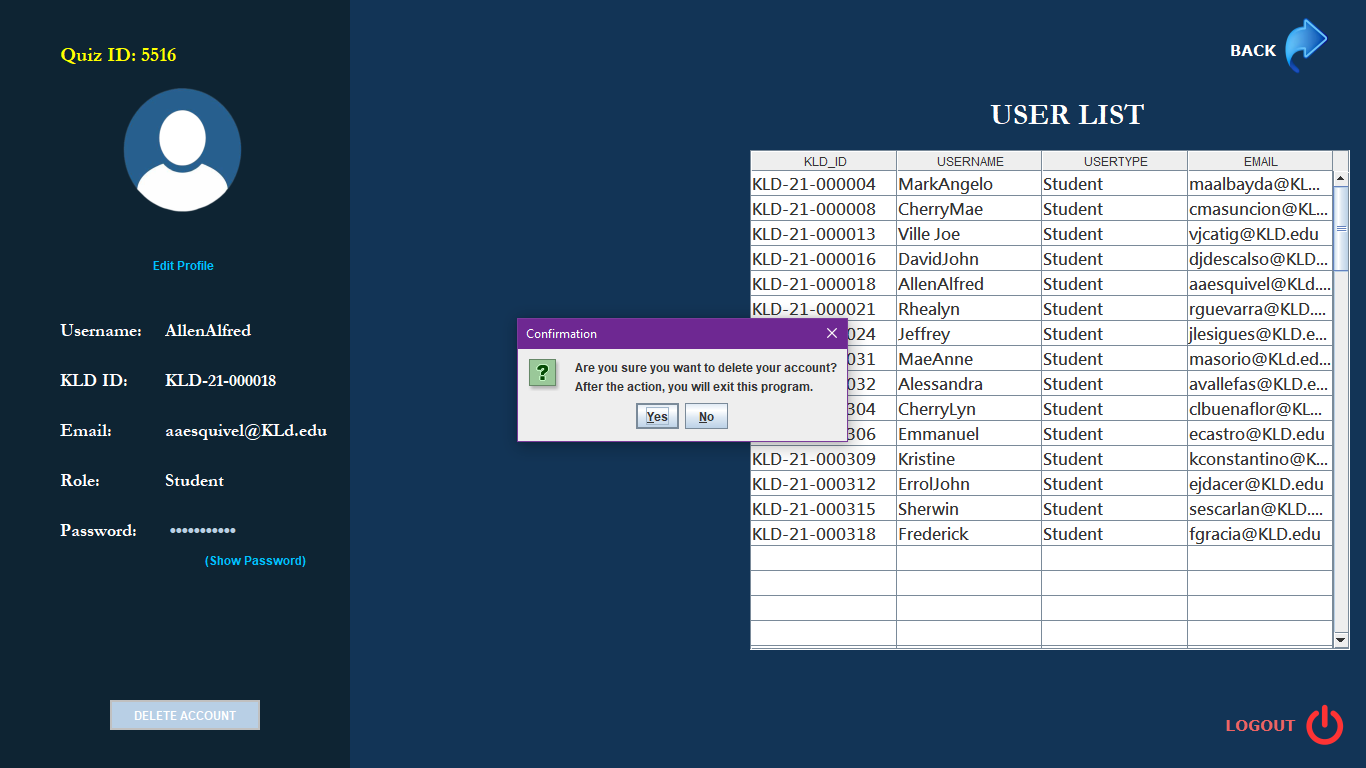 Quiz ID: 5516
Edit Profile
Username: AllenAlfred
KLD ID: KLD-21-000018
Email: aaesquivel@KLd.edu
Role: Student
Password: •••••••••••
(Show Password)
DELETE ACCOUNT
BACK
USER LIST
KLD_ID USERNAME USERTYPE EMAIL
KLD-21-000004 MarkAngelo Student maalbayda@KL...
KLD-21-000008 CherryMae Student cmasuncion@KL...
KLD-21-000013 Ville Joe Student vjcatig@KLD.edu
KLD-21-000016 DavidJohn Student djdescalso@KLD...
KLD-21-000018 AllenAlfred Student aaesquivel@KLd....
KLD-21-000021 Rhealyn Student rguevarra@KLD....
024 Jeffrey Student jlesigues@KLD.e...
031 MaeAnne Student masorio@KLd.ed...
032 Alessandra Student avallefas@KLD.e...
304 CherryLyn Student clbuenaflor@KL...
306 Emmanuel Student ecastro@KLD.edu
KLD-21-000309 Kristine Student kconstantino@K...
KLD-21-000312 ErrolJohn Student ejdacer@KLD.edu
KLD-21-000315 Sherwin Student sescarlan@KLD....
KLD-21-000318 Frederick Student fgracia@KLD.edu
Confirmation
?
Are you sure you want to delete your account?
After the action, you will exit this program.
Yes No
LOGOUT